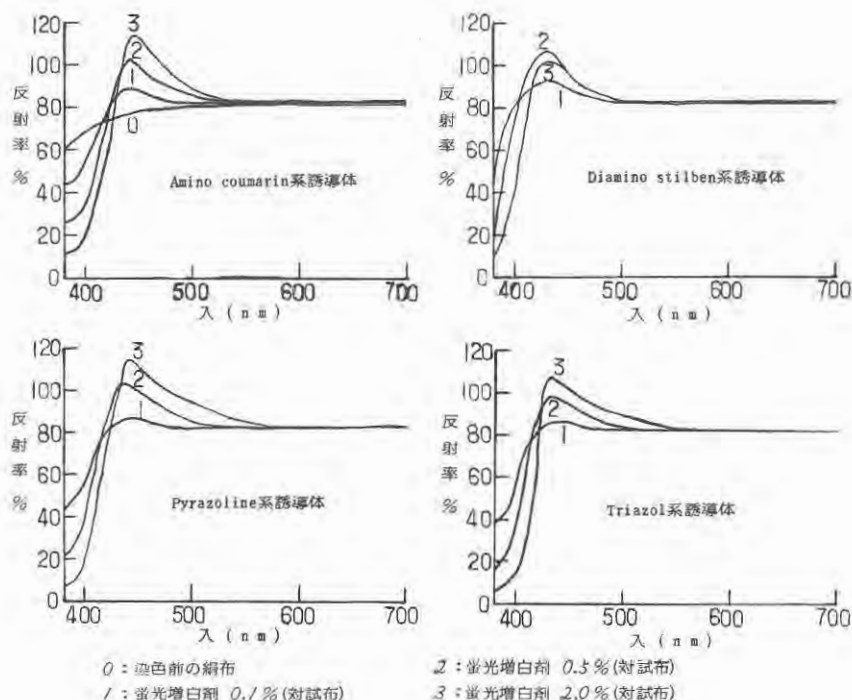 120
100
80
60
40
20
0
反射率 %
3
2
1
0
Amino coumarin系誘導体
400 500 600 700
入 (nm)
120
100
80
60
40
20
0
反射率 %
2
3
1
Diamino stilben系誘導体
400 500 600 700
入 (nm)
120
100
80
60
40
20
0
反射率 %
3
2
1
Pyrazoline系誘導体
400 500 600 700
入 (nm)
120
100
80
60
40
20
0
反射率 %
3
2
1
Triazol系誘導体
400 500 600 700
入 (nm)
0:染色前の絹布
1:蛍光増白剤 0.1%(対試布)
2:蛍光増白剤 0.5%(対試布)
3:蛍光増白剤 2.0%(対試布)